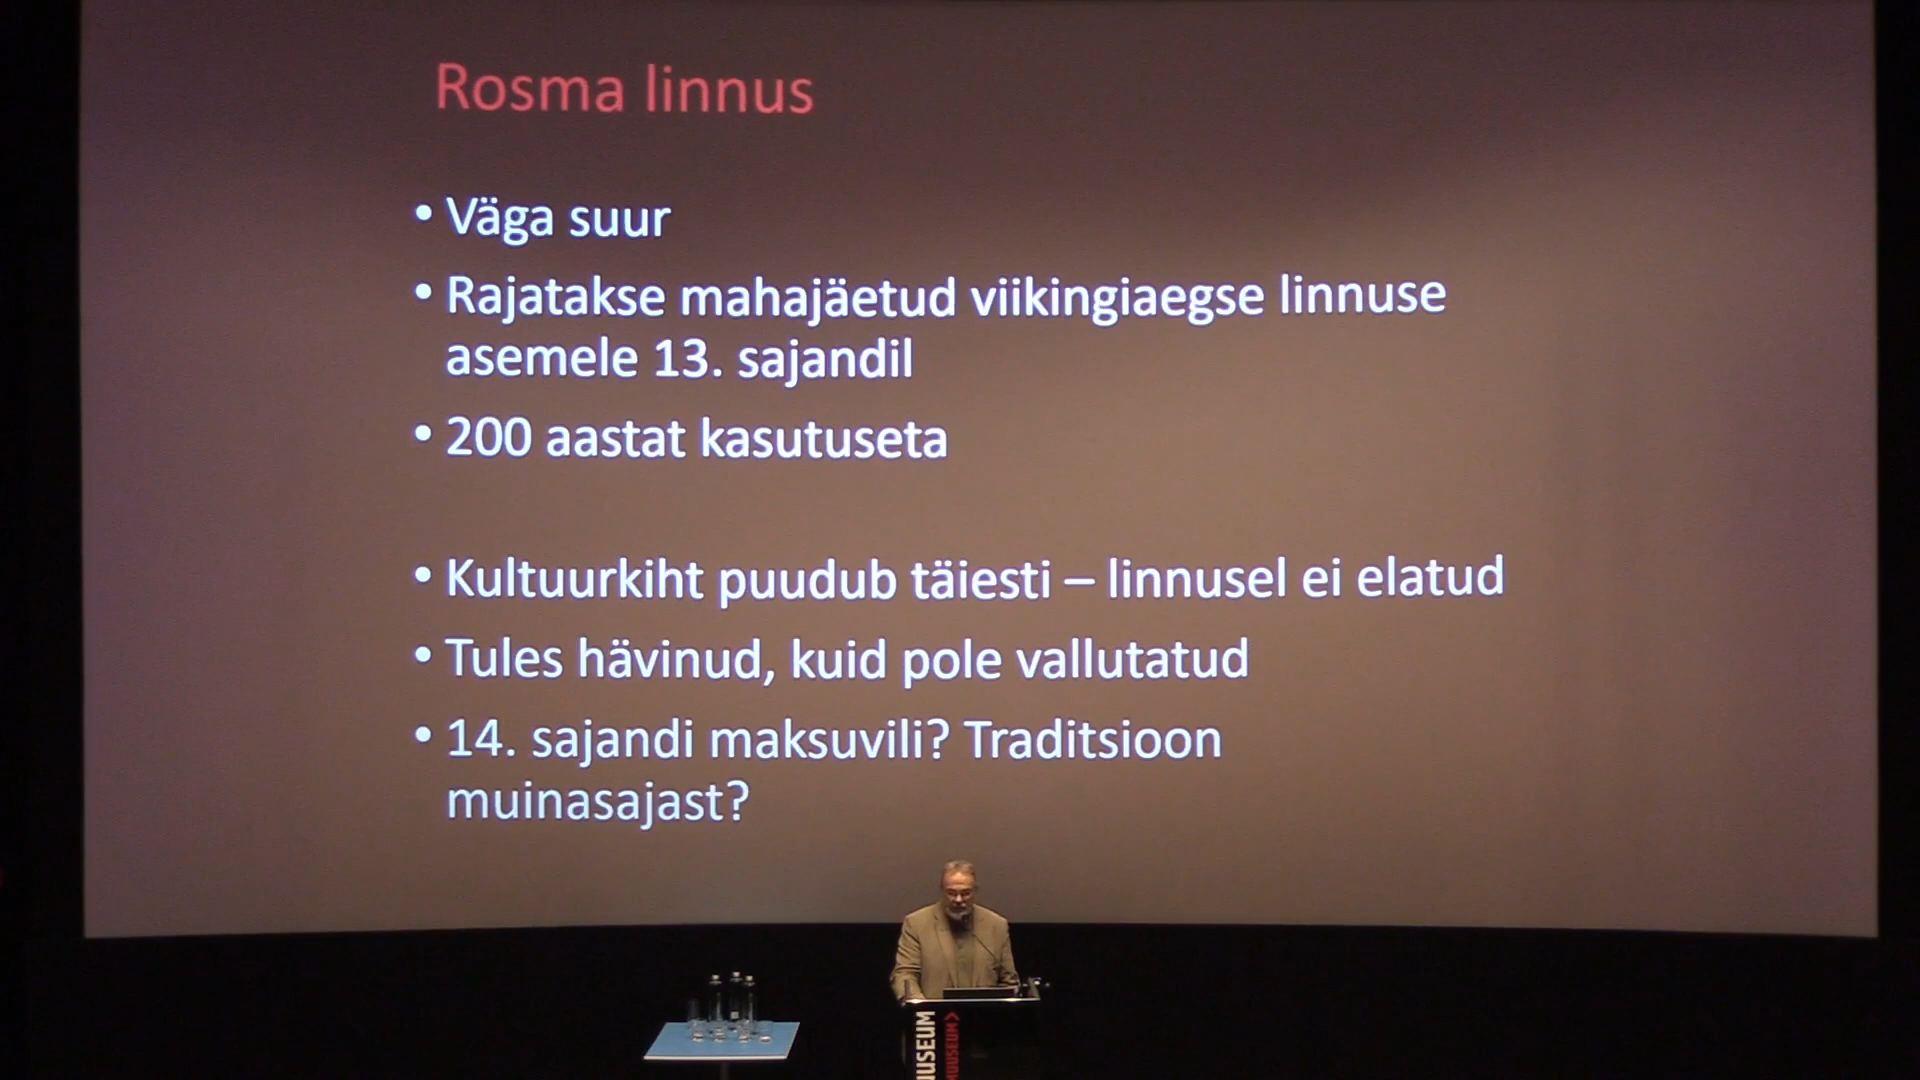 Rosma linnus
• Väga suur
• Rajatakse mahajäetud viikingiaegse linnuse
asemele 13. sajandil
• 200 aastat kasutuseta
• Kultuurkiht puudub täiesti – linnusel ei elatud
• Tules hävinud, kuid pole vallutatud
• 14. sajandi maksuvili? Traditsioon
muinasajast?